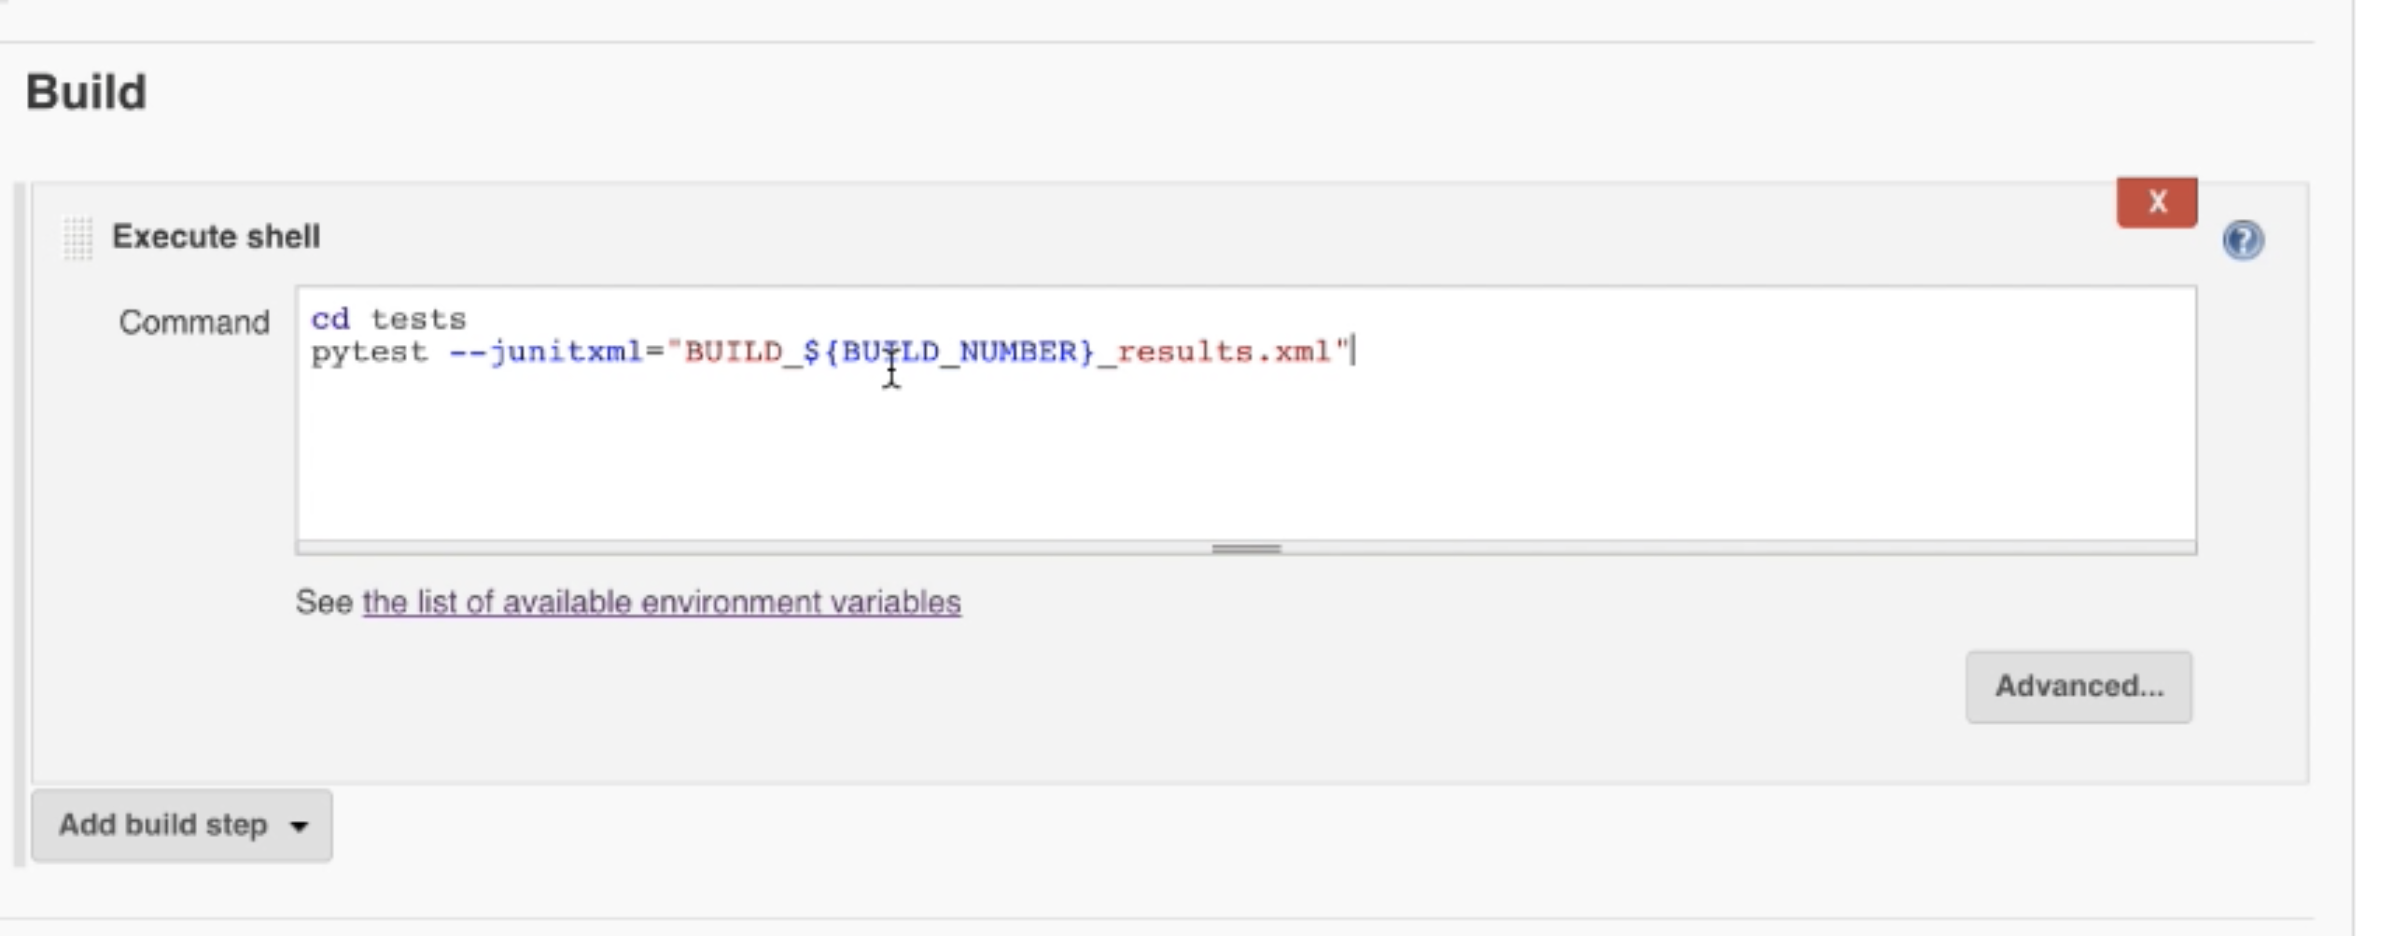 Build
X
Execute shell
?
Command
cd tests
pytest --junitxml="BUILD_${BUILD_NUMBER}_results.xml"
See the list of available environment variables
Advanced...
Add build step